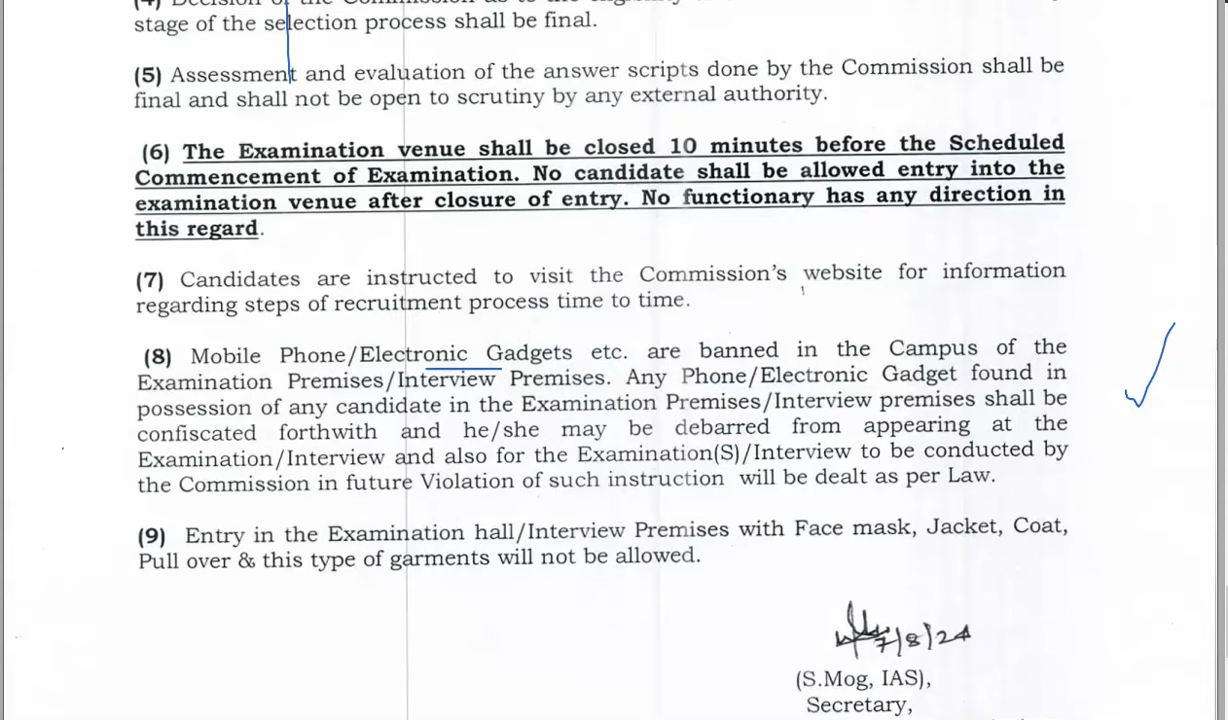 (4) Decision of the Commission as to the
stage of the selection process shall be final.
(5) Assessment and evaluation of the answer scripts done by the Commission shall be
final and shall not be open to scrutiny by any external authority.
(6) The Examination venue shall be closed 10 minutes before the Scheduled
Commencement of Examination. No candidate shall be allowed entry into the
examination venue after closure of entry. No functionary has any direction in
this regard.
(7) Candidates are instructed to visit the Commission's website for information
regarding steps of recruitment process time to time.
(8) Mobile Phone/Electronic Gadgets etc. are banned in the Campus of the
Examination Premises/Interview Premises. Any Phone/Electronic Gadget found in
possession of any candidate in the Examination Premises/Interview premises shall be
confiscated forthwith and he/she may be debarred from appearing at the
Examination/Interview and also for the Examination(S)/Interview to be conducted by
the Commission in future Violation of such instruction will be dealt as per Law.
(9) Entry in the Examination hall/Interview Premises with Face mask, Jacket, Coat,
Pull over & this type of garments will not be allowed.
7/8/24
(S.Mog, IAS),
Secretary,